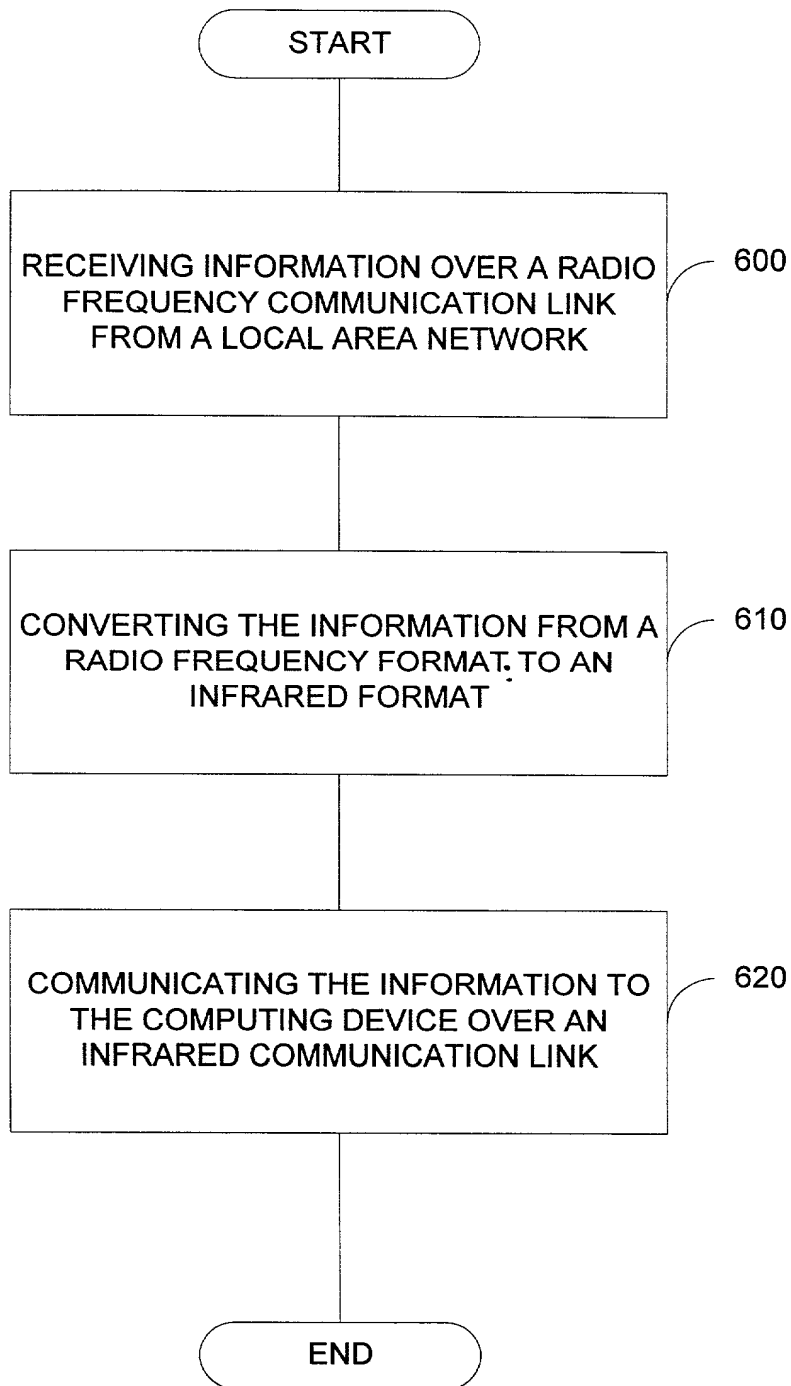 START
RECEIVING INFORMATION OVER A RADIO
FREQUENCY COMMUNICATION LINK
FROM A LOCAL AREA NETWORK
600
CONVERTING THE INFORMATION FROM A
RADIO FREQUENCY FORMAT TO AN
INFRARED FORMAT
610
COMMUNICATING THE INFORMATION TO
THE COMPUTING DEVICE OVER AN
INFRARED COMMUNICATION LINK
620
END